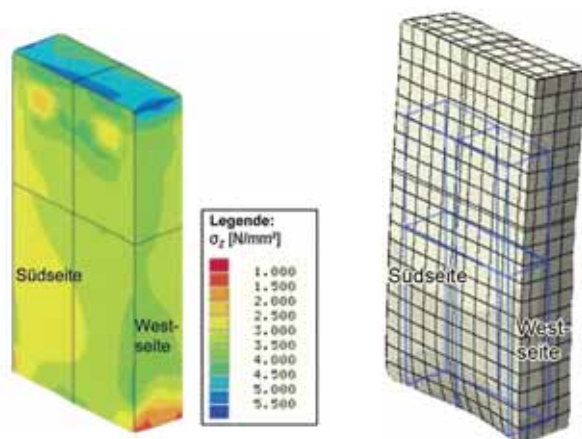 Südseite
West-
seite
Legende:
σz [N/mm²]
1.000
1.500
2.000
2.500
3.000
3.500
4.000
4.500
5.000
5.500
Südseite
West-
seite